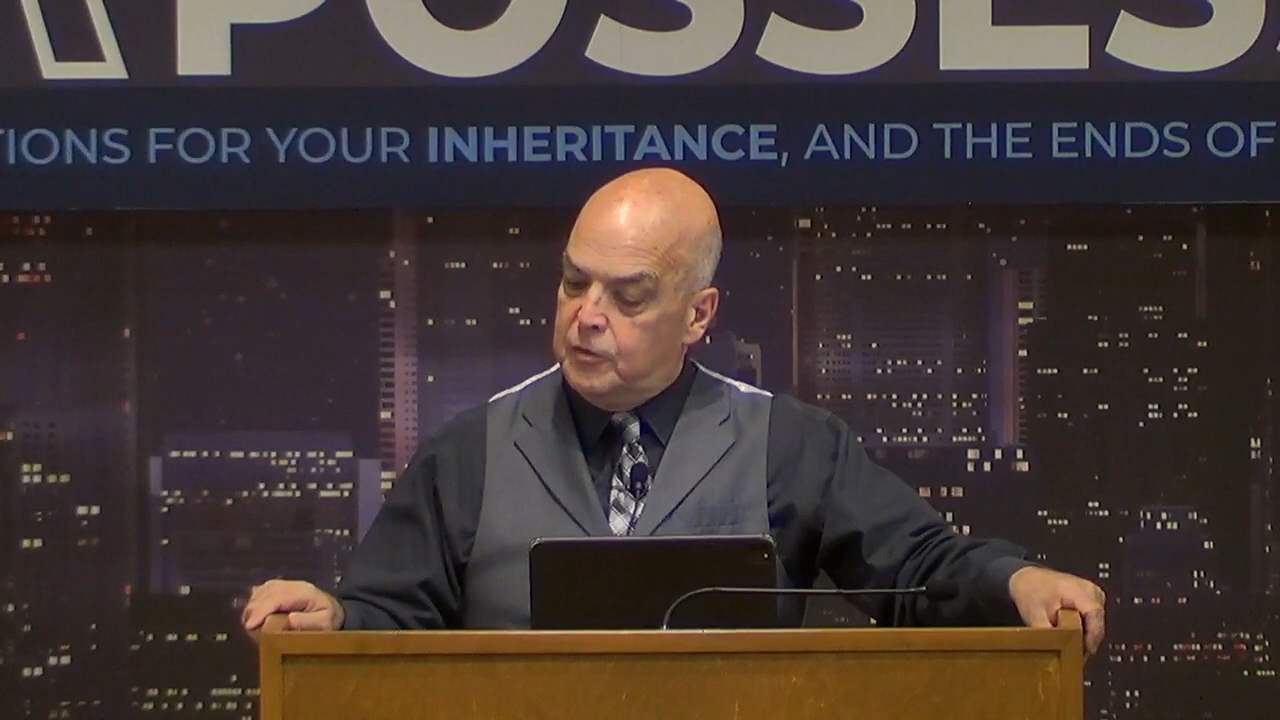 POSSES
TIONS FOR YOUR INHERITANCE, AND THE ENDS OF